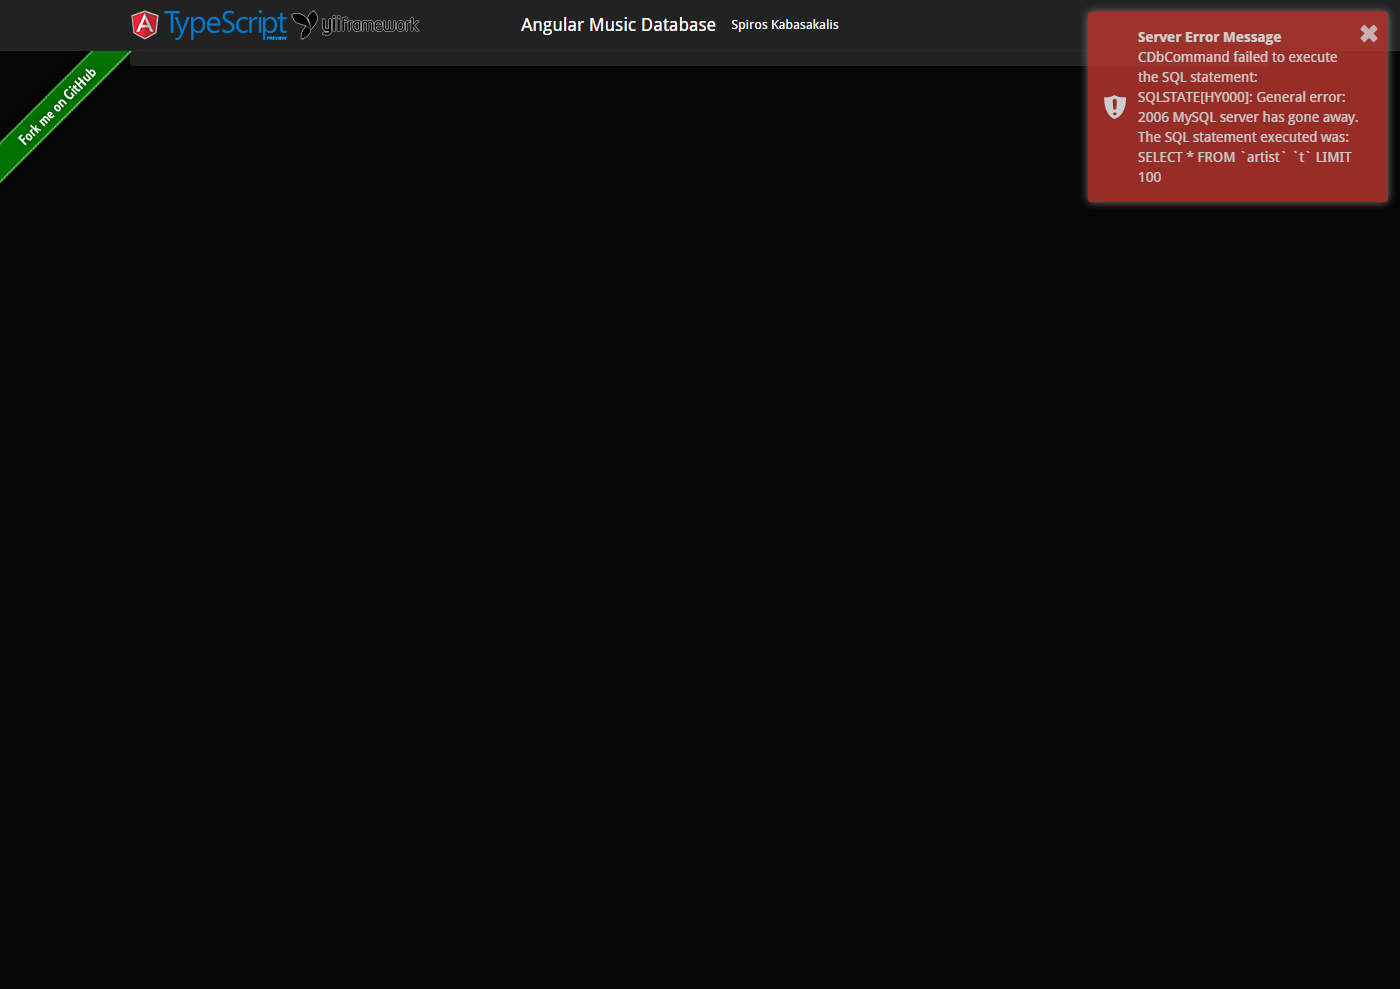 TypeScript
PREVIEW
yiiframework
Angular Music Database
Spiros Kabasakalis
Fork me on GitHub
Server Error Message
CDbCommand failed to execute
the SQL statement:
SQLSTATE[HY000]: General error:
2006 MySQL server has gone away.
The SQL statement executed was:
SELECT * FROM `artist` `t` LIMIT
100